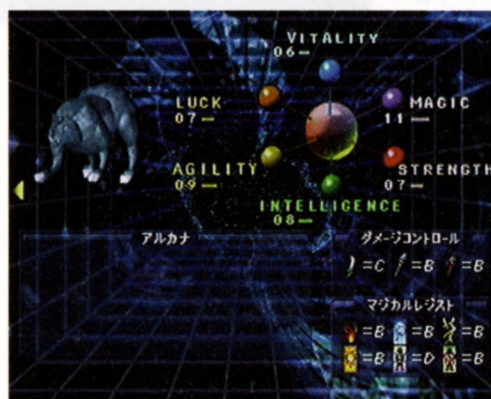 VITALITY
06
LUCK
07
MAGIC
11
AGILITY
09
STRENGTH
07
INTELLIGENCE
08
アルカナ
ダメージコントロール
=C =B =B
マジカルレジスト
=B =B =B
=B =D =B